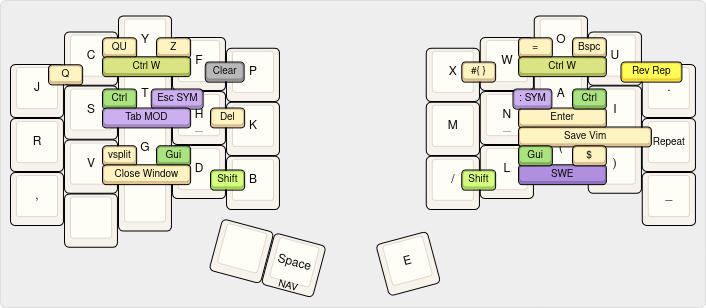 Y
O
QU Z
= Bspc
C
F
W
U
Ctrl W
Ctrl W
Q
Clear
P
X
#{ }
Rev Rep
J
.
T
A
Ctrl
Esc SYM
: SYM
Ctrl
S
H
N
I
Tab MOD
Del
Enter
_
K
M
_
R
Save Vim
Repeat
G
(
vsplit
Gui
Gui
$
V
D
L
)
Close Window
SWE
Shift
B
/
Shift
,
_
Space
NAV
E